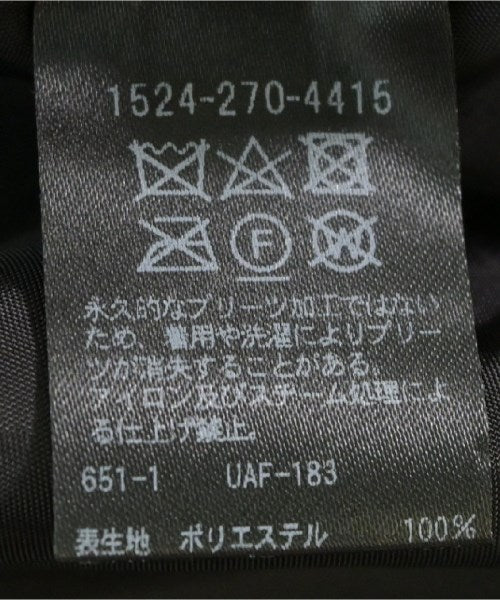 1524-270-4415
F W
永久的なプリーツ加工ではない
ため、着用や洗濯によりプリー
ツが消失することがある。
アイロン及びスチーム処理によ
る仕上げ禁止。
651-1 UAF-183
表生地 ポリエステル 100%